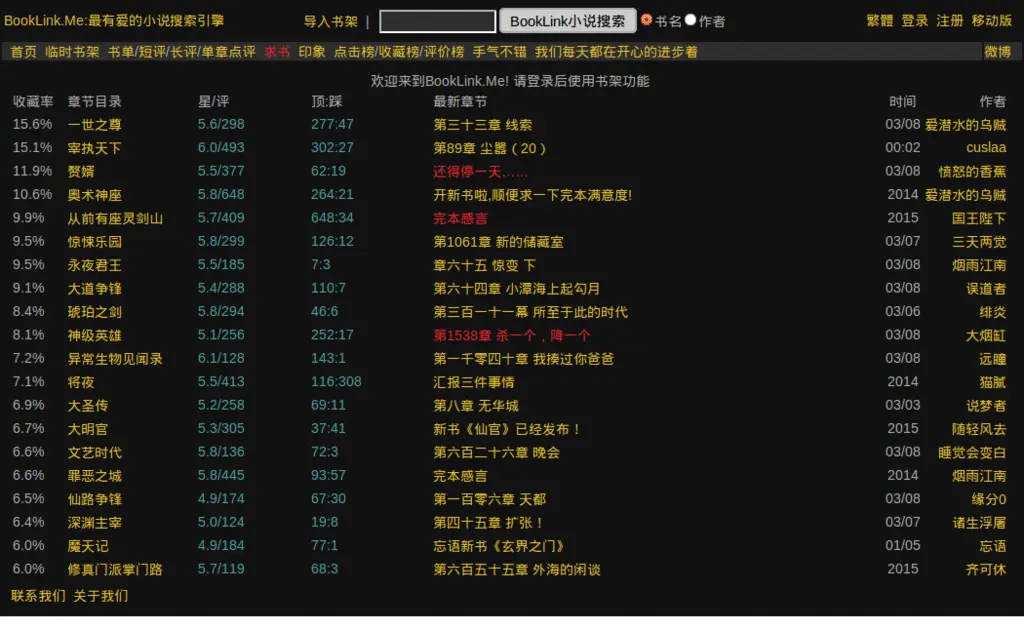 BookLink.Me:最有爱的小说搜索引擎 导入书架 | BookLink小说搜索 书名 作者 繁體 登录 注册 移动版
首页 临时书架 书单/短评/长评/单章点评 求书 印象 点击榜/收藏榜/评价榜 手气不错 我们每天都在开心的进步着 微博
欢迎来到BookLink.Me! 请登录后使用书架功能
收藏率 章节目录 星/评 顶:踩 最新章节 时间 作者
15.6% 一世之尊 5.6/298 277:47 第三十三章 线索 03/08 爱潜水的乌贼
15.1% 宰执天下 6.0/493 302:27 第89章 尘嚣（20） 00:02 cuslaa
11.9% 赘婿 5.5/377 62:19 还得停一天…… 03/08 愤怒的香蕉
10.6% 奥术神座 5.8/648 264:21 开新书啦,顺便求一下完本满意度! 2014 爱潜水的乌贼
9.9% 从前有座灵剑山 5.7/409 648:34 完本感言 2015 国王陛下
9.5% 惊悚乐园 5.8/299 126:12 第1061章 新的储藏室 03/07 三天两觉
9.5% 永夜君王 5.5/185 7:3 章六十五 惊变 下 03/08 烟雨江南
9.1% 大道争锋 5.4/288 110:7 第六十四章 小潭海上起勾月 03/08 误道者
8.4% 琥珀之剑 5.8/294 46:6 第三百一十一幕 所至于此的时代 03/06 绯炎
8.1% 神级英雄 5.1/256 252:17 第1538章 杀一个，降一个 03/08 大烟缸
7.2% 异常生物见闻录 6.1/128 143:1 第一千零四十章 我揍过你爸爸 03/08 远瞳
7.1% 将夜 5.5/413 116:308 汇报三件事情 2014 猫腻
6.9% 大圣传 5.2/258 69:11 第八章 无华城 03/03 说梦者
6.7% 大明官 5.3/305 37:41 新书《仙官》已经发布！ 2015 随轻风去
6.6% 文艺时代 5.8/136 72:3 第六百二十六章 晚会 03/08 睡觉会变白
6.6% 罪恶之城 5.8/445 93:57 完本感言 2014 烟雨江南
6.5% 仙路争锋 4.9/174 67:30 第一百零六章 天都 03/08 缘分0
6.4% 深渊主宰 5.0/124 19:8 第四十五章 扩张！ 03/07 诸生浮屠
6.0% 魔天记 4.9/184 77:1 忘语新书《玄界之门》 01/05 忘语
6.0% 修真门派掌门路 5.7/119 68:3 第六百五十五章 外海的闲谈 2015 齐可休
联系我们 关于我们